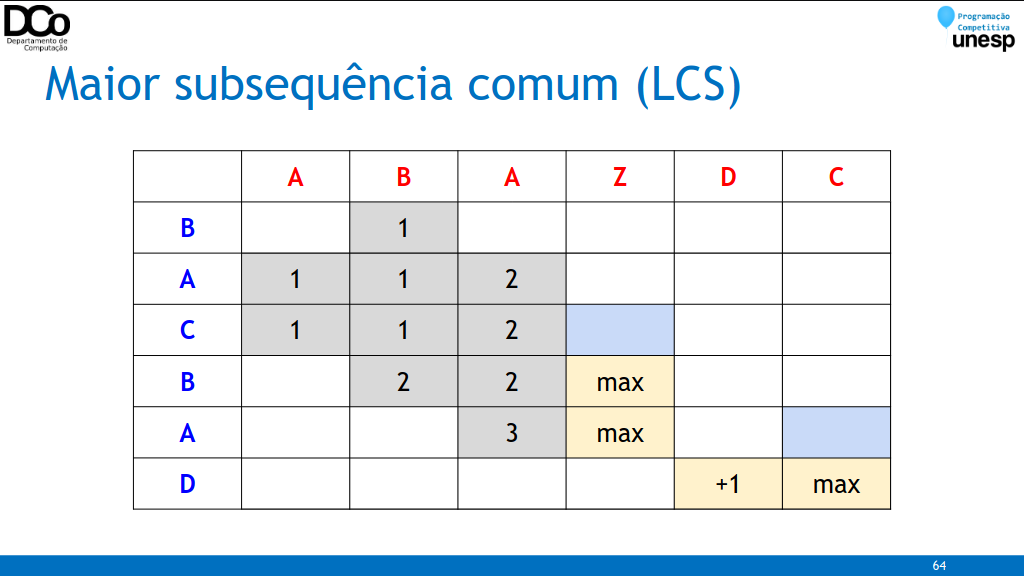 DCo
Departamento de
Computação
Programação
Competitiva
unesp
Maior subsequência comum (LCS)
A B A Z D C
B 1
A 1 1 2
C 1 1 2
B 2 2 max
A 3 max
D +1 max
64